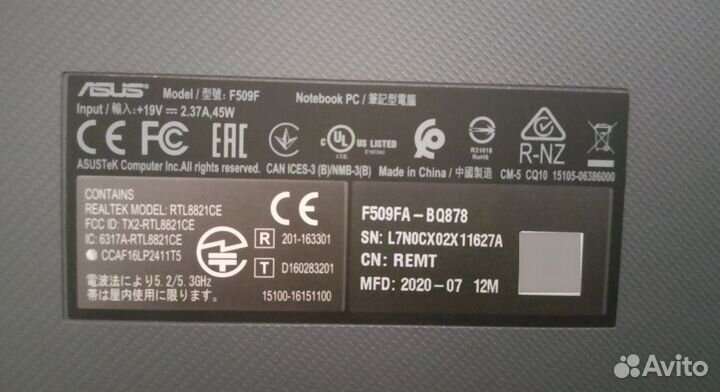 ASUS Model / 型號: F509F Notebook PC / 筆記型電腦
Input / 輸入: +19V⎓ 2.37A,45W
CE FC EAC C UL US LISTED I.T.E. E187242 R31018 RoHS R-NZ
ASUSTeK Computer Inc.All rights reserved. CAN ICES-3 (B)/NMB-3(B) Made in China / 中國製造 CM-5 CQ10 15105-06386000
CONTAINS
REALTEK MODEL: RTL8821CE
FCC ID: TX2-RTL8821CE
IC: 6317A-RTL8821CE
CCAF16LP2411T5
電波法により5.2/5.3GHz
帯は屋内使用に限ります.
R 201-163301
T D160283201
15100-16151100
F509FA-BQ878
SN: L7N0CX02X11627A
CN: REMT
MFD: 2020-07 12M
Avito